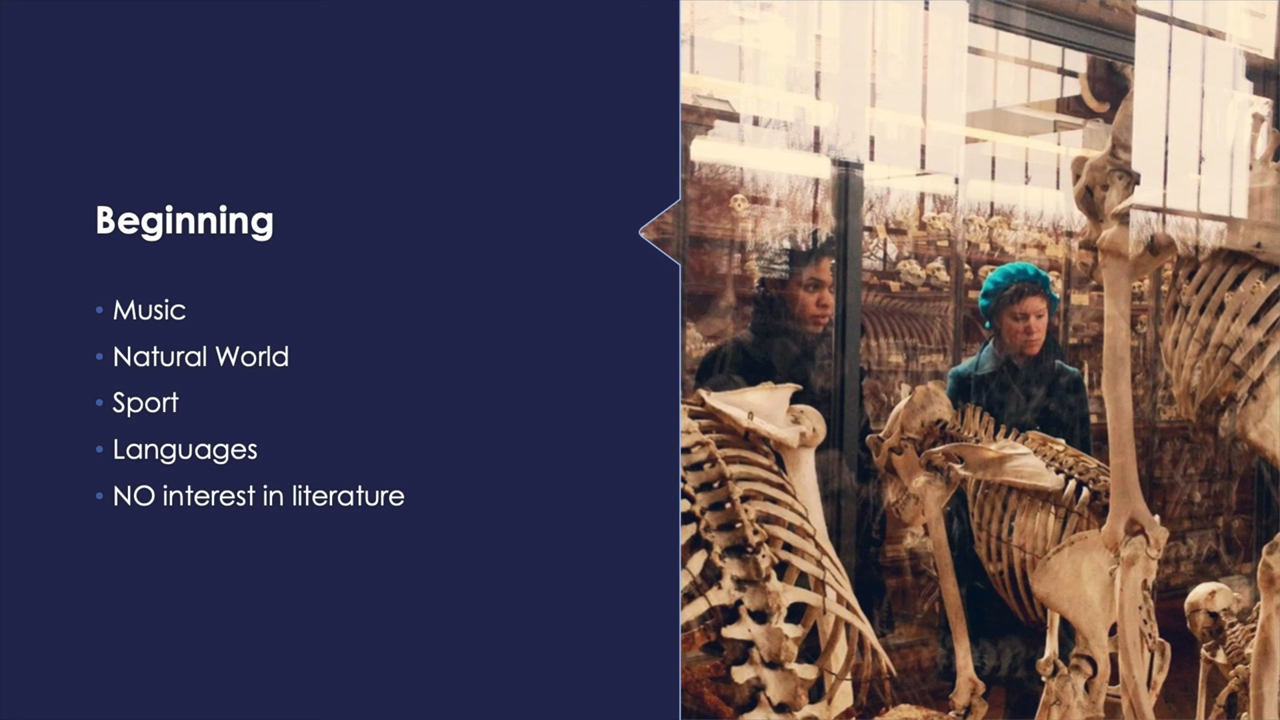 Beginning
• Music
• Natural World
• Sport
• Languages
• NO interest in literature